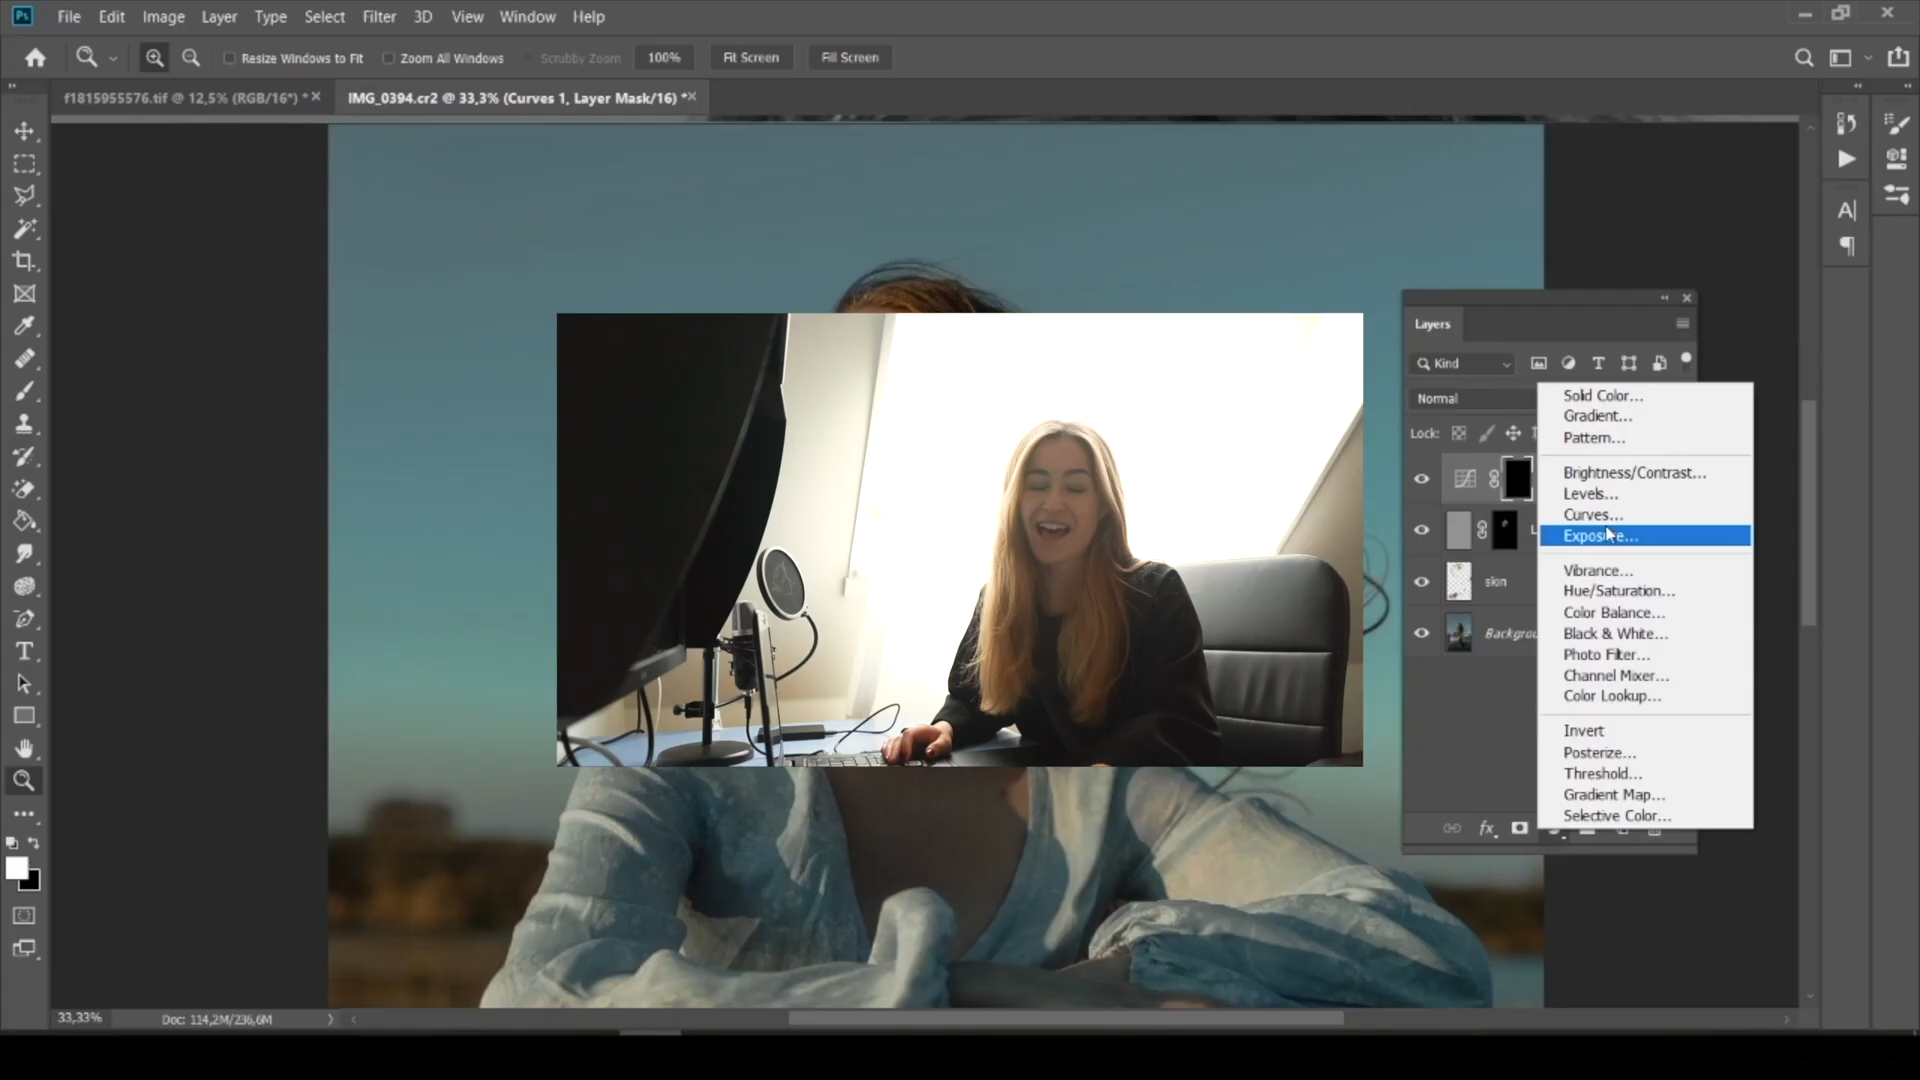 Ps File Edit Image Layer Type Select Filter 3D View Window Help
Resize Windows to Fit Zoom All Windows Scrubby Zoom 100% Fit Screen Fill Screen
f1815955576.tif @ 12,5% (RGB/16*) * × IMG_0394.cr2 @ 33,3% (Curves 1, Layer Mask/16) *×
Layers
Kind
Normal
Lock:
L
skin
Backgrou
Solid Color...
Gradient...
Pattern...
Brightness/Contrast...
Levels...
Curves...
Exposure...
Vibrance...
Hue/Saturation...
Color Balance...
Black & White...
Photo Filter...
Channel Mixer...
Color Lookup...
Invert
Posterize...
Threshold...
Gradient Map...
Selective Color...
fx
33,33% Doc: 114,2M/236,6M